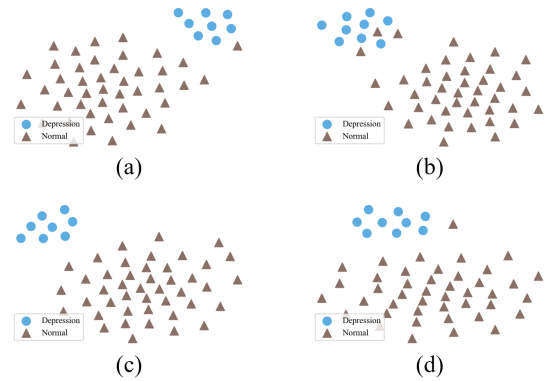 Depression
Normal
(a)
Depression
Normal
(b)
Depression
Normal
(c)
Depression
Normal
(d)